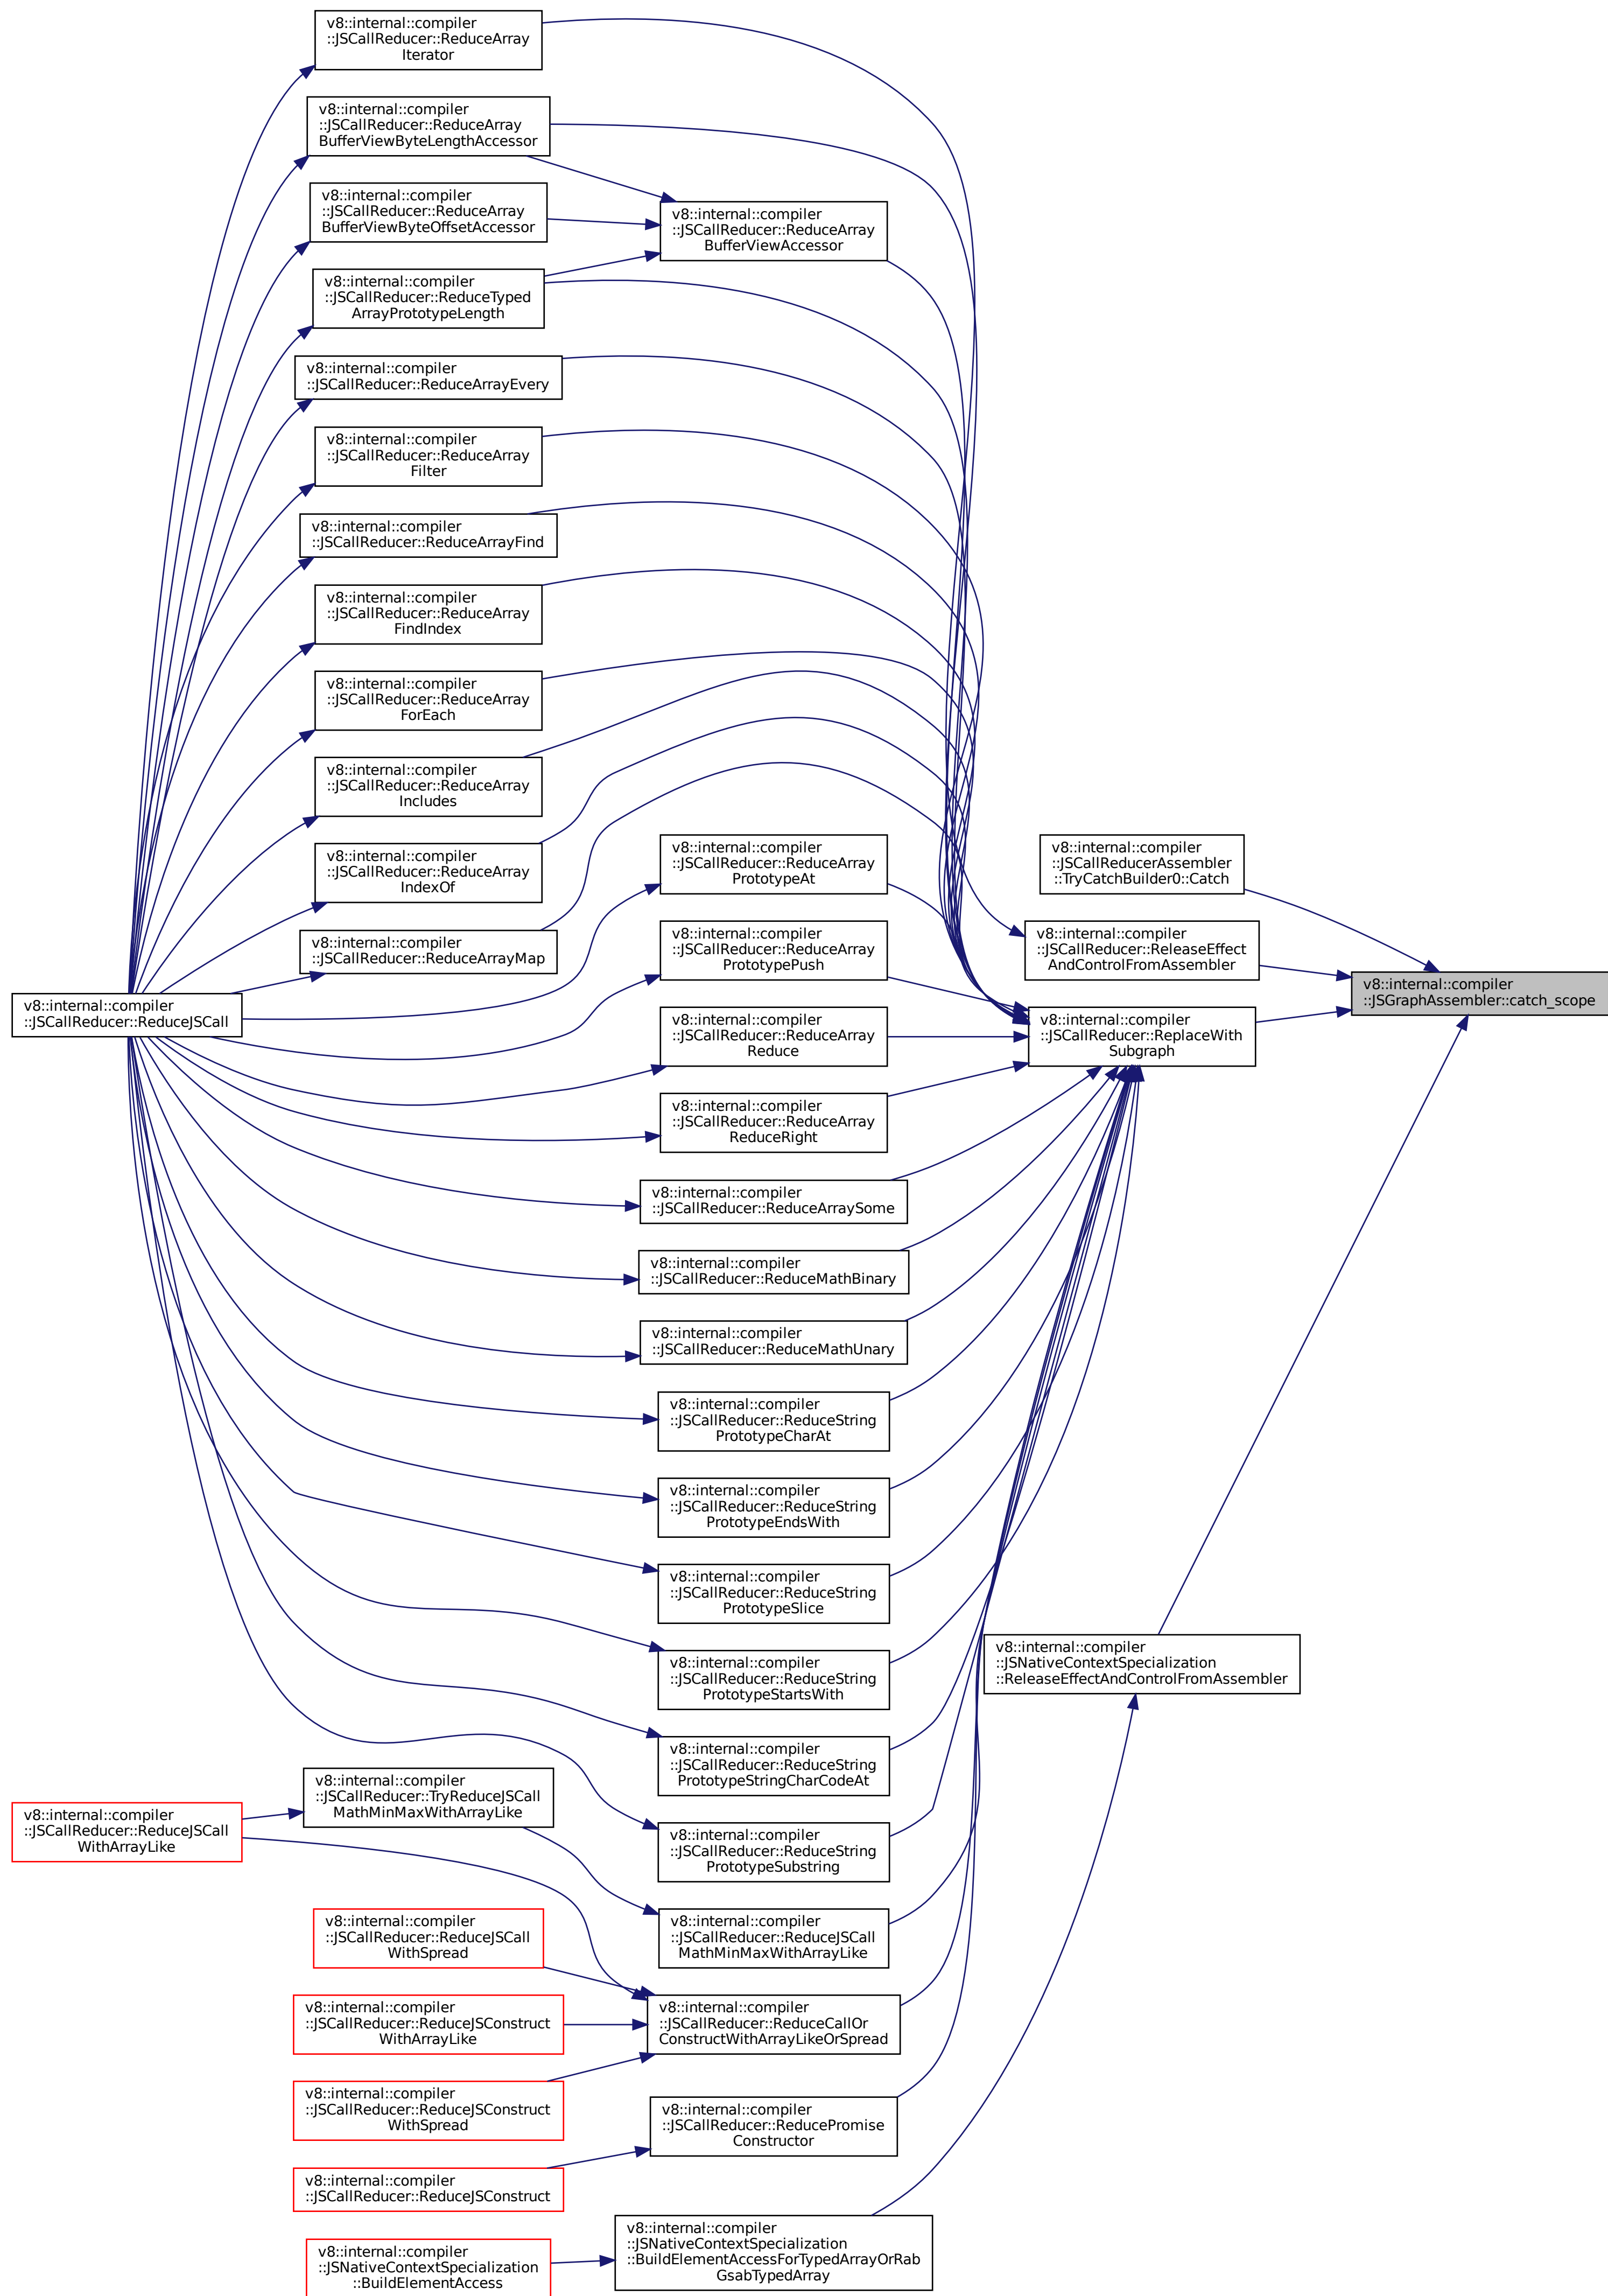 v8::internal::compiler
::JSCallReducer::ReduceArray
Iterator
v8::internal::compiler
::JSCallReducer::ReduceArray
BufferViewByteLengthAccessor
v8::internal::compiler
::JSCallReducer::ReduceArray
BufferViewByteOffsetAccessor
v8::internal::compiler
::JSCallReducer::ReduceArray
BufferViewAccessor
v8::internal::compiler
::JSCallReducer::ReduceTyped
ArrayPrototypeLength
v8::internal::compiler
::JSCallReducer::ReduceArrayEvery
v8::internal::compiler
::JSCallReducer::ReduceArray
Filter
v8::internal::compiler
::JSCallReducer::ReduceArrayFind
v8::internal::compiler
::JSCallReducer::ReduceArray
FindIndex
v8::internal::compiler
::JSCallReducer::ReduceArray
ForEach
v8::internal::compiler
::JSCallReducer::ReduceArray
Includes
v8::internal::compiler
::JSCallReducer::ReduceArray
IndexOf
v8::internal::compiler
::JSCallReducer::ReduceArrayMap
v8::internal::compiler
::JSCallReducer::ReduceJSCall
v8::internal::compiler
::JSCallReducer::ReduceArray
PrototypeAt
v8::internal::compiler
::JSCallReducer::ReduceArray
PrototypePush
v8::internal::compiler
::JSCallReducer::ReduceArray
Reduce
v8::internal::compiler
::JSCallReducer::ReduceArray
ReduceRight
v8::internal::compiler
::JSCallReducerAssembler
::TryCatchBuilder0::Catch
v8::internal::compiler
::JSCallReducer::ReleaseEffect
AndControlFromAssembler
v8::internal::compiler
::JSCallReducer::ReplaceWith
Subgraph
v8::internal::compiler
::JSGraphAssembler::catch_scope
v8::internal::compiler
::JSCallReducer::ReduceArraySome
v8::internal::compiler
::JSCallReducer::ReduceMathBinary
v8::internal::compiler
::JSCallReducer::ReduceMathUnary
v8::internal::compiler
::JSCallReducer::ReduceString
PrototypeCharAt
v8::internal::compiler
::JSCallReducer::ReduceString
PrototypeEndsWith
v8::internal::compiler
::JSCallReducer::ReduceString
PrototypeSlice
v8::internal::compiler
::JSCallReducer::ReduceString
PrototypeStartsWith
v8::internal::compiler
::JSNativeContextSpecialization
::ReleaseEffectAndControlFromAssembler
v8::internal::compiler
::JSCallReducer::ReduceString
PrototypeStringCharCodeAt
v8::internal::compiler
::JSCallReducer::TryReduceJSCall
MathMinMaxWithArrayLike
v8::internal::compiler
::JSCallReducer::ReduceJSCall
WithArrayLike
v8::internal::compiler
::JSCallReducer::ReduceString
PrototypeSubstring
v8::internal::compiler
::JSCallReducer::ReduceJSCall
WithSpread
v8::internal::compiler
::JSCallReducer::ReduceJSCall
MathMinMaxWithArrayLike
v8::internal::compiler
::JSCallReducer::ReduceJSConstruct
WithArrayLike
v8::internal::compiler
::JSCallReducer::ReduceCallOr
ConstructWithArrayLikeOrSpread
v8::internal::compiler
::JSCallReducer::ReduceJSConstruct
WithSpread
v8::internal::compiler
::JSCallReducer::ReducePromise
Constructor
v8::internal::compiler
::JSCallReducer::ReduceJSConstruct
v8::internal::compiler
::JSNativeContextSpecialization
::BuildElementAccessForTypedArrayOrRab
GsabTypedArray
v8::internal::compiler
::JSNativeContextSpecialization
::BuildElementAccess